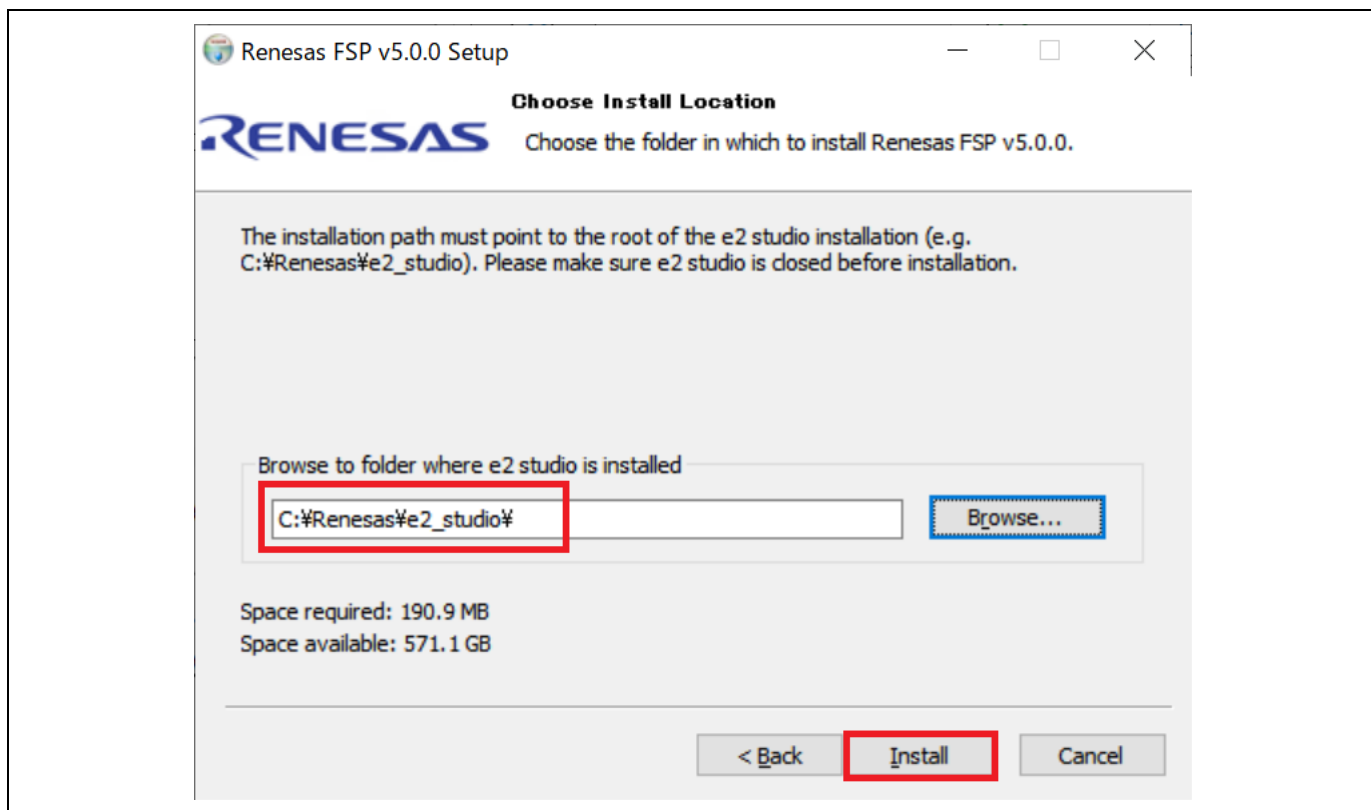 Renesas FSP v5.0.0 Setup
Choose Install Location
RENESAS
Choose the folder in which to install Renesas FSP v5.0.0.
The installation path must point to the root of the e2 studio installation (e.g.
C:¥Renesas¥e2_studio). Please make sure e2 studio is closed before installation.
Browse to folder where e2 studio is installed
C:¥Renesas¥e2_studio¥
Browse...
Space required: 190.9 MB
Space available: 571.1 GB
< Back
Install
Cancel